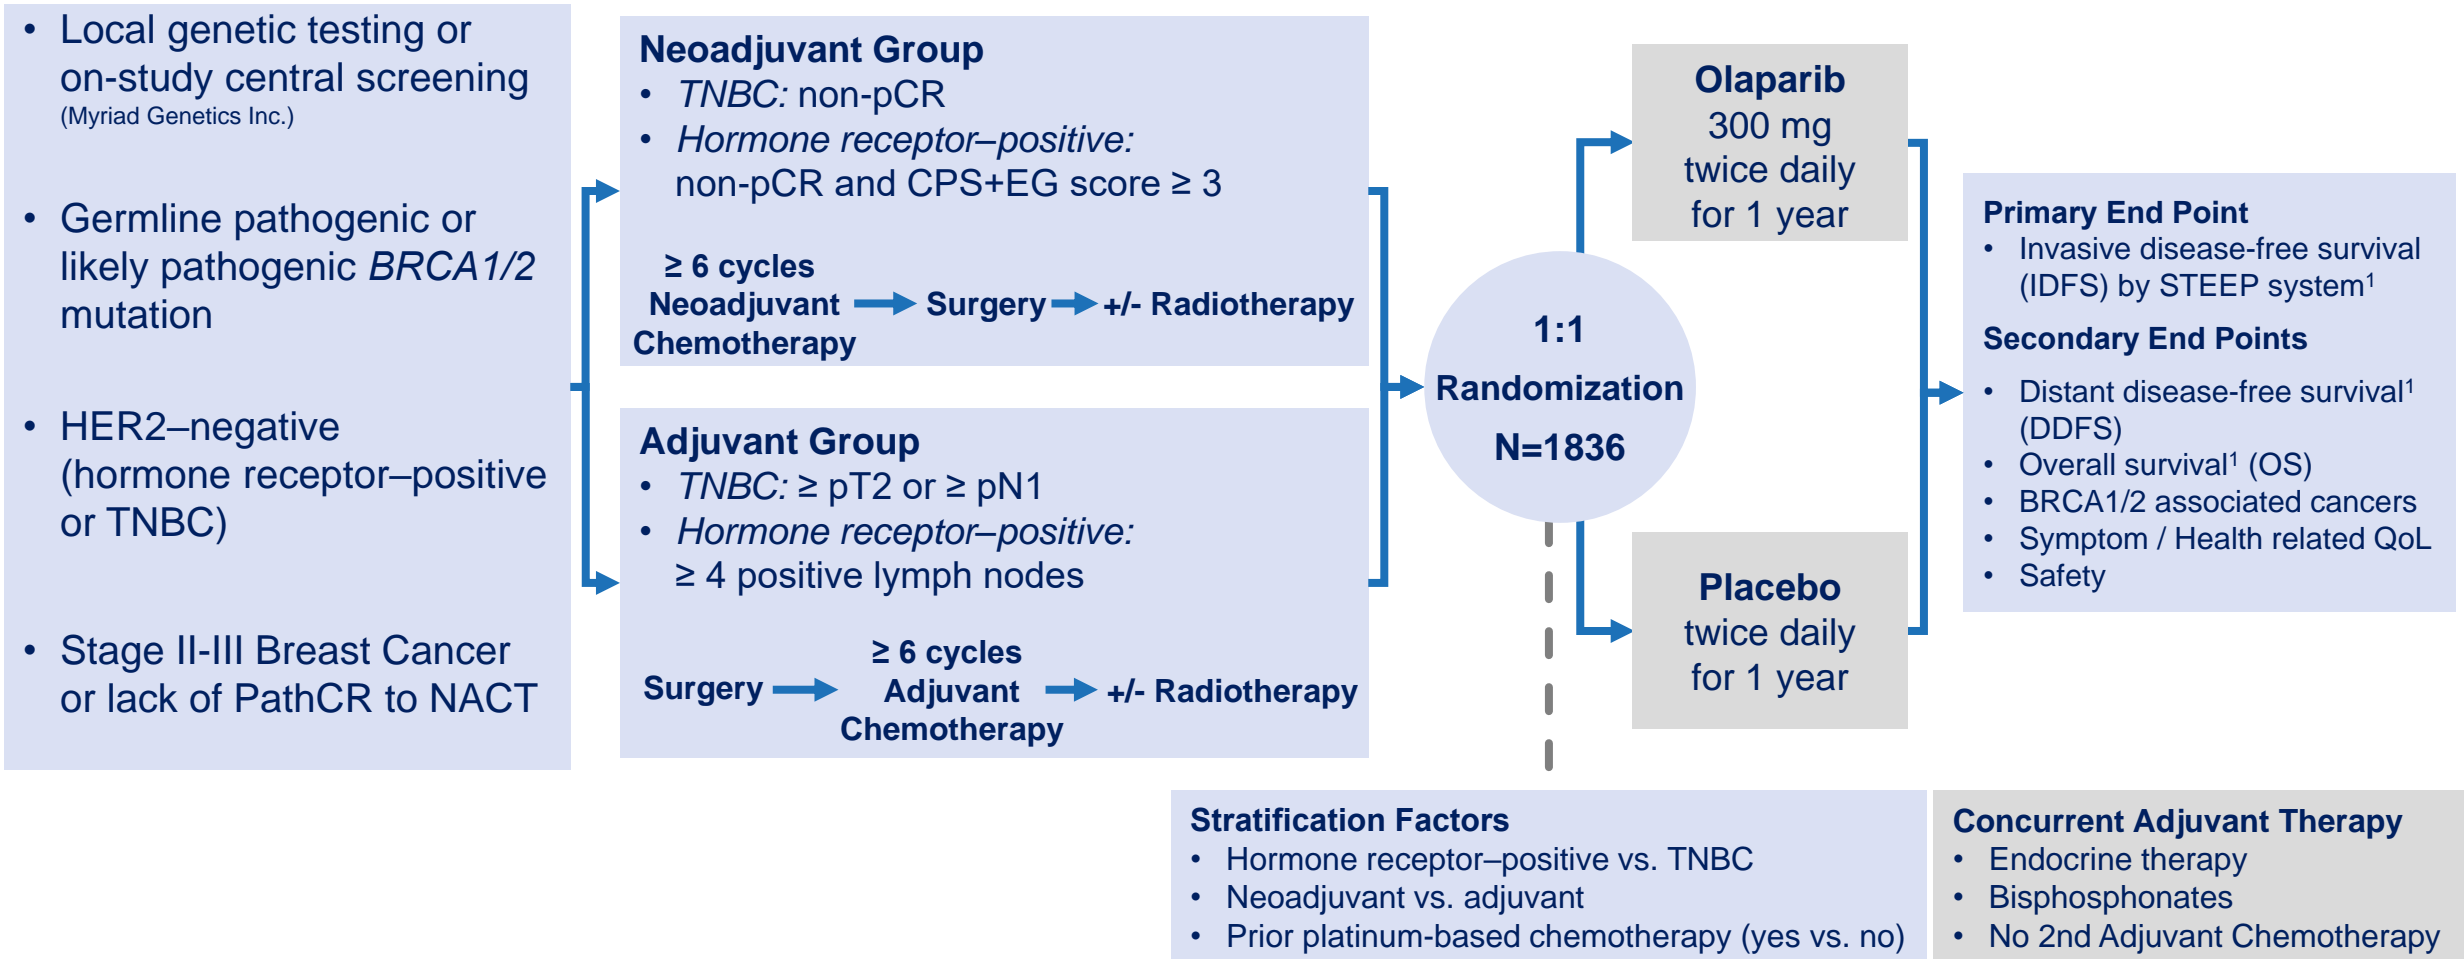 • Local genetic testing or
on-study central screening
(Myriad Genetics Inc.)
• Germline pathogenic or
likely pathogenic BRCA1/2
mutation
• HER2–negative
(hormone receptor–positive
or TNBC)
• Stage II-III Breast Cancer
or lack of PathCR to NACT
Neoadjuvant Group
• TNBC: non-pCR
• Hormone receptor–positive:
non-pCR and CPS+EG score ≥ 3
≥ 6 cycles
Neoadjuvant
Chemotherapy
Surgery
+/- Radiotherapy
Adjuvant Group
• TNBC: ≥ pT2 or ≥ pN1
• Hormone receptor–positive:
≥ 4 positive lymph nodes
Surgery
≥ 6 cycles
Adjuvant
Chemotherapy
+/- Radiotherapy
1:1
Randomization
N=1836
Olaparib
300 mg
twice daily
for 1 year
Placebo
twice daily
for 1 year
Primary End Point
• Invasive disease-free survival
(IDFS) by STEEP system¹
Secondary End Points
• Distant disease-free survival¹
(DDFS)
• Overall survival¹ (OS)
• BRCA1/2 associated cancers
• Symptom / Health related QoL
• Safety
Stratification Factors
• Hormone receptor–positive vs. TNBC
• Neoadjuvant vs. adjuvant
• Prior platinum-based chemotherapy (yes vs. no)
Concurrent Adjuvant Therapy
• Endocrine therapy
• Bisphosphonates
• No 2nd Adjuvant Chemotherapy